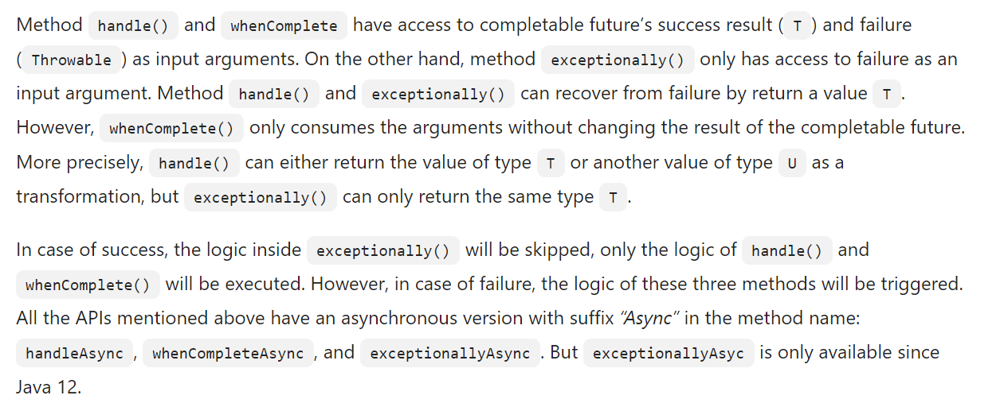 Method handle() and whenComplete have access to completable future’s success result ( T ) and failure
( Throwable ) as input arguments. On the other hand, method exceptionally() only has access to failure as an
input argument. Method handle() and exceptionally() can recover from failure by return a value T .
However, whenComplete() only consumes the arguments without changing the result of the completable future.
More precisely, handle() can either return the value of type T or another value of type U as a
transformation, but exceptionally() can only return the same type T .
In case of success, the logic inside exceptionally() will be skipped, only the logic of handle() and
whenComplete() will be executed. However, in case of failure, the logic of these three methods will be triggered.
All the APIs mentioned above have an asynchronous version with suffix “Async” in the method name:
handleAsync , whenCompleteAsync , and exceptionallyAsync . But exceptionallyAsyc is only available since
Java 12.